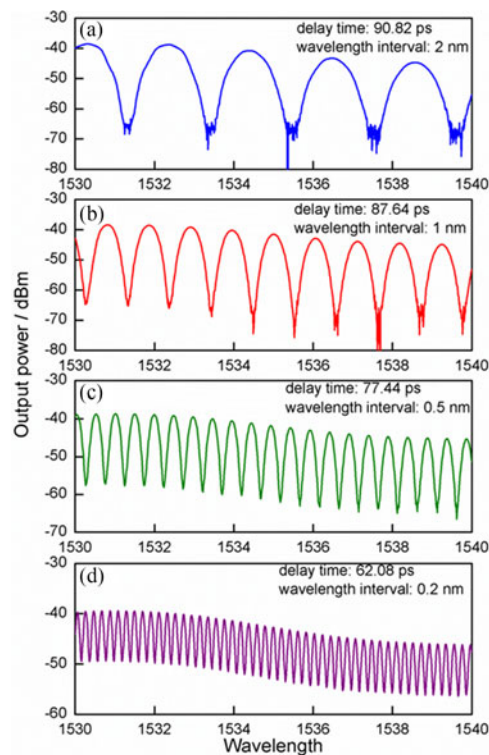 (a)
delay time: 90.82 ps
wavelength interval: 2 nm
-30
-40
-50
-60
-70
-80
1530 1532 1534 1536 1538 1540
(b)
delay time: 87.64 ps
wavelength interval: 1 nm
-30
-40
-50
-60
-70
-80
1530 1532 1534 1536 1538 1540
Output power / dBm
(c)
delay time: 77.44 ps
wavelength interval: 0.5 nm
-30
-40
-50
-60
-70
1530 1532 1534 1536 1538 1540
(d)
delay time: 62.08 ps
wavelength interval: 0.2 nm
-30
-40
-50
-60
1530 1532 1534 1536 1538 1540
Wavelength